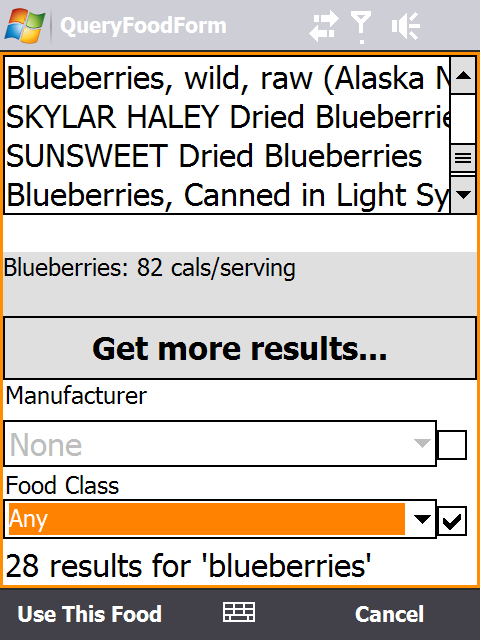 QueryFoodForm
Blueberries, wild, raw (Alaska N
SKYLAR HALEY Dried Blueberrie
SUNSWEET Dried Blueberries
Blueberries, Canned in Light Sy
Blueberries: 82 cals/serving
Get more results...
Manufacturer
None
Food Class
Any
28 results for 'blueberries'
Use This Food Cancel